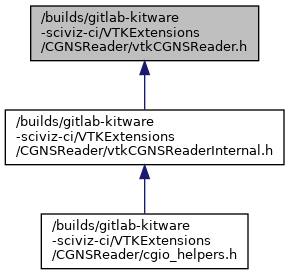 /builds/gitlab-kitware
-sciviz-ci/VTKExtensions
/CGNSReader/vtkCGNSReader.h
/builds/gitlab-kitware
-sciviz-ci/VTKExtensions
/CGNSReader/vtkCGNSReaderInternal.h
/builds/gitlab-kitware
-sciviz-ci/VTKExtensions
/CGNSReader/cgio_helpers.h